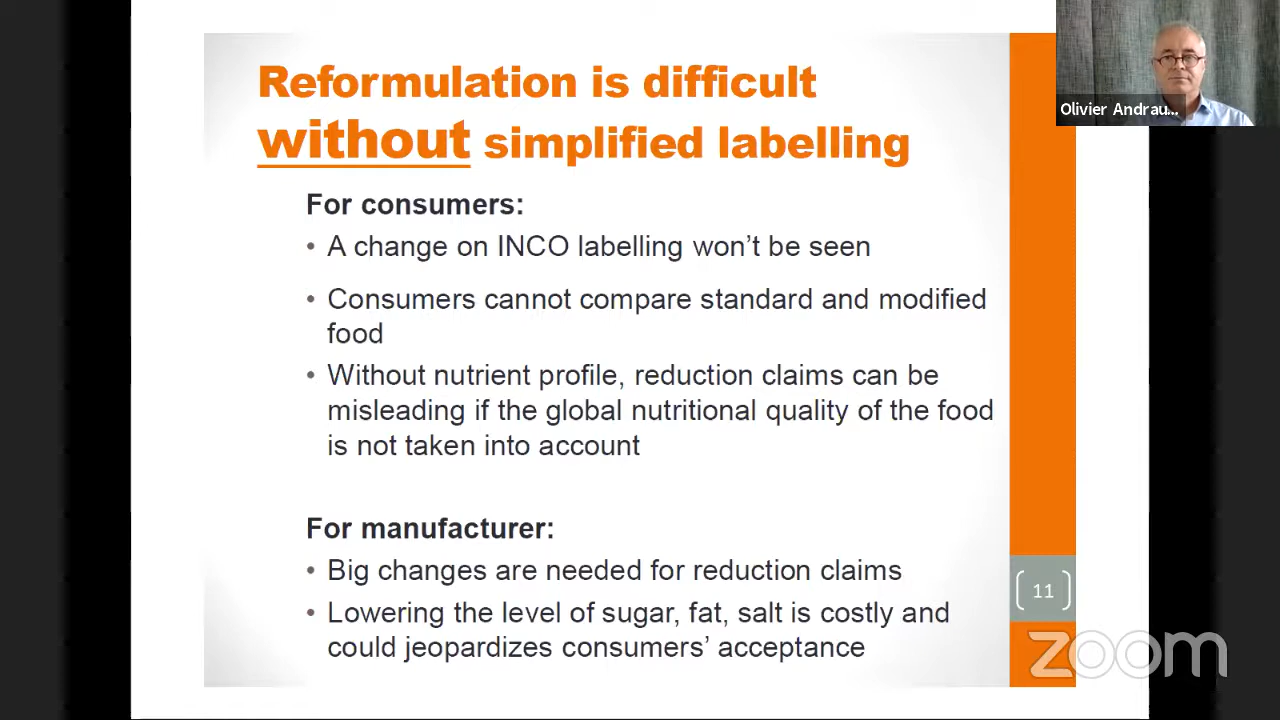 Reformulation is difficult
without simplified labelling
For consumers:
• A change on INCO labelling won’t be seen
• Consumers cannot compare standard and modified
food
• Without nutrient profile, reduction claims can be
misleading if the global nutritional quality of the food
is not taken into account
For manufacturer:
• Big changes are needed for reduction claims
• Lowering the level of sugar, fat, salt is costly and
could jeopardizes consumers’ acceptance
11
Olivier Andrau...
zoom